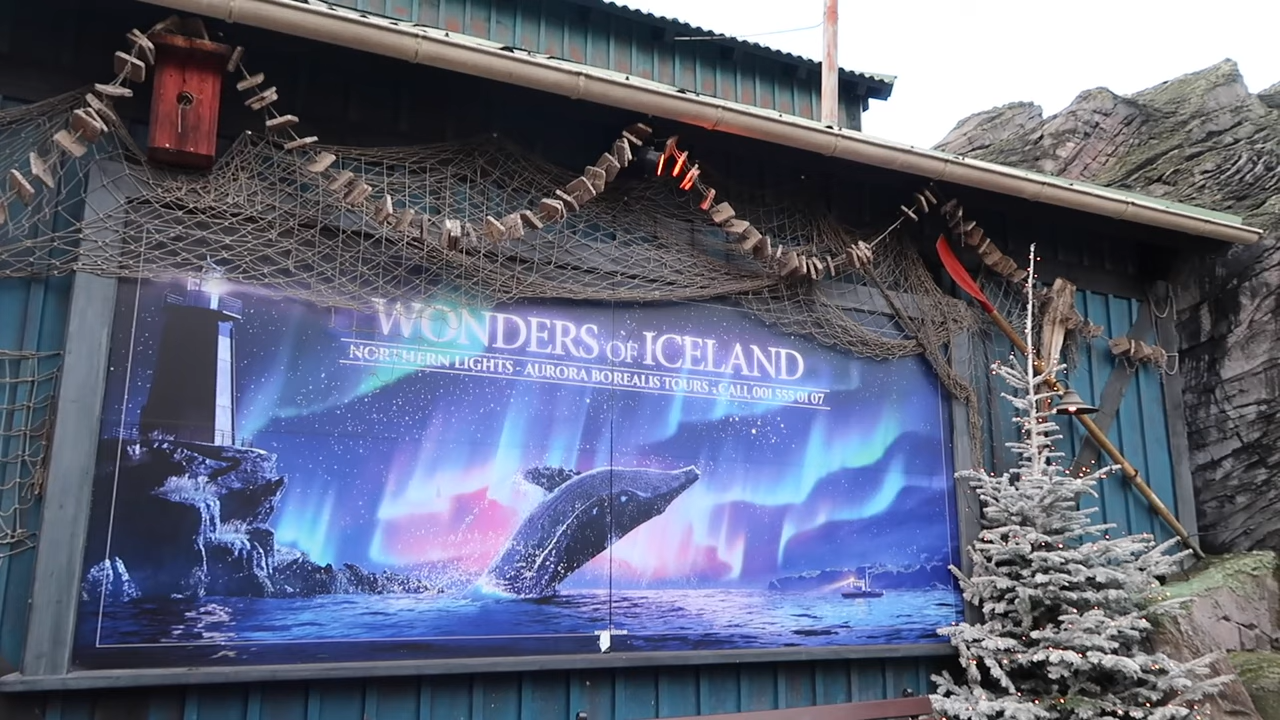 WONDERS OF ICELAND
NORTHERN LIGHTS - AURORA BOREALIS TOURS - CALL 001 555 01 07